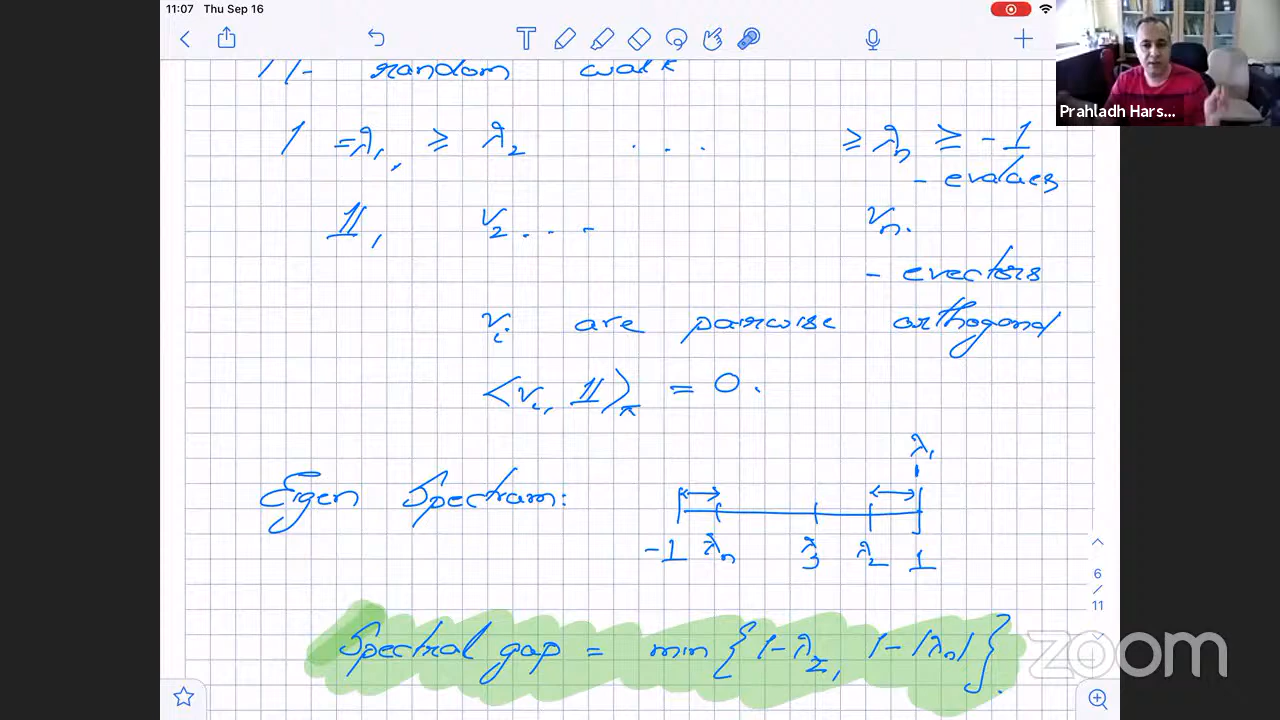 11:07 Thu Sep 16
Prahladh Hars...
random walk
1 = λ₁, ≥ λ₂ . . . ≥ λₙ ≥ -1
- evalues
𝟙, v₂ . . . vₙ.
- evectors
vᵢ are pairwise orthogonal
⟨vᵢ, 𝟙⟩_π = 0.
λ₁
Eigen Spectrum:
-1 λₙ λ₃ λ₂ 1
6
/
11
Spectral gap = min {1-λ₂, 1-|λₙ|}.
zoom